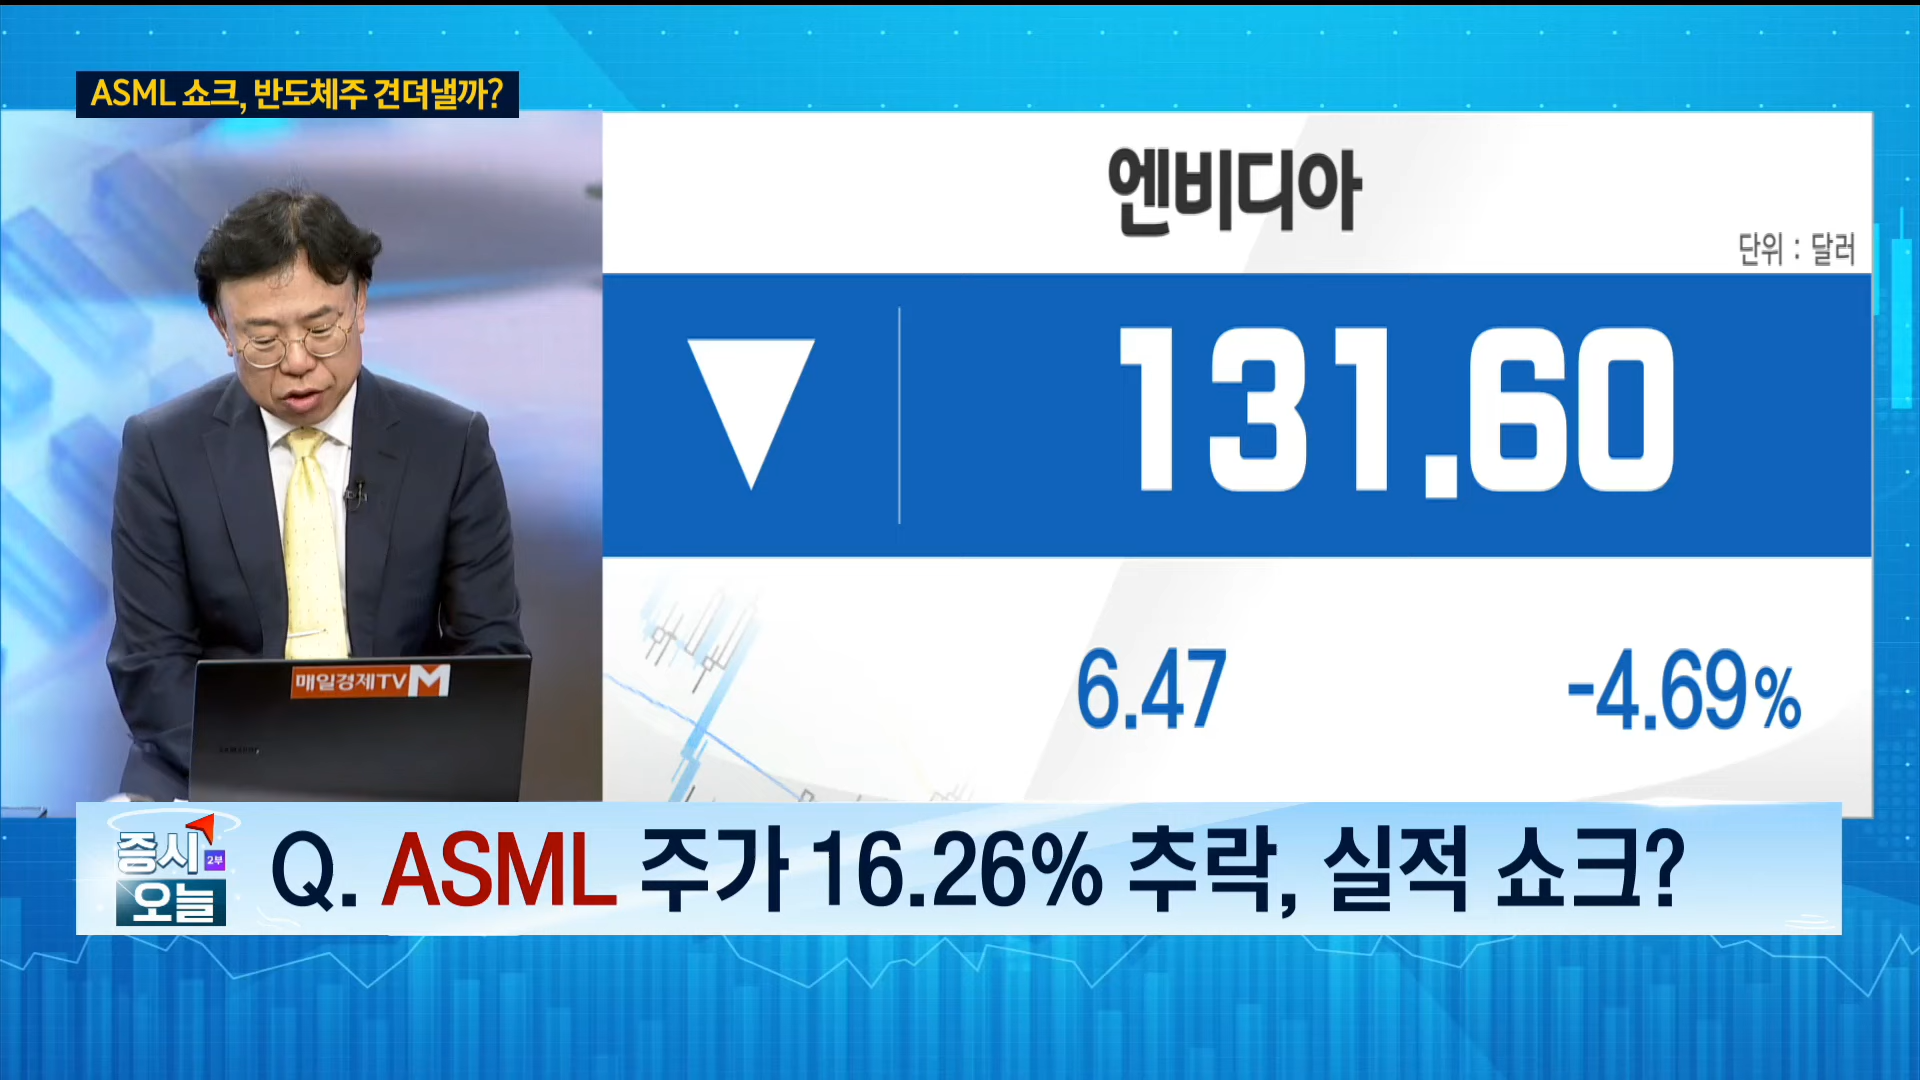 ASML 쇼크, 반도체주 견뎌낼까?
엔비디아
단위 : 달러
131.60
6.47
-4.69%
매일경제TV M
SAMSUNG
증시
2부
오늘
Q. ASML 주가 16.26% 추락, 실적 쇼크?